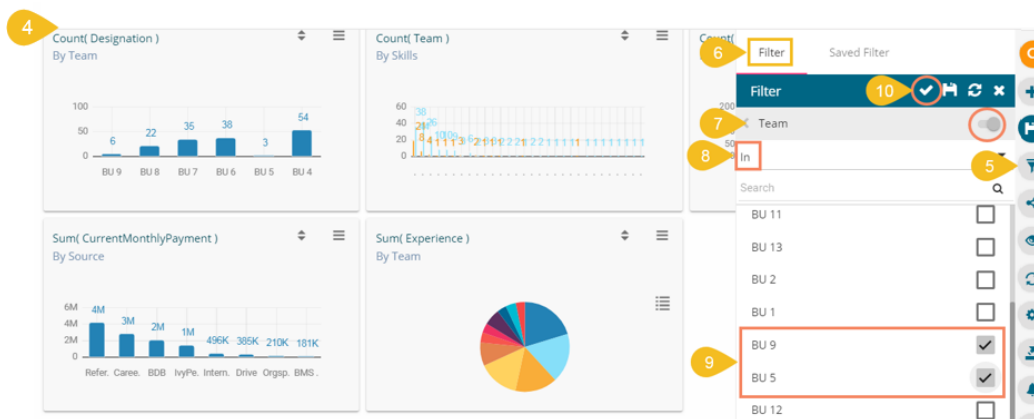 4
Count( Designation )
By Team
100
50
0
6
22
35
38
3
54
BU 9
BU 8
BU 7
BU 6
BU 5
BU 4
Count( Team )
By Skills
60
40
20
0
38
Count(
200
50
Sum( CurrentMonthlyPayment )
By Source
6M
4M
2M
0
4M
3M
2M
1M
496K
385K
210K
181K
Refer.
Caree.
BDB
IvyPe.
Intern.
Drive
Orgsp.
BMS .
Sum( Experience )
By Team
6
Filter
Saved Filter
Filter
10
7
Team
8
In
5
Search
BU 11
BU 13
BU 2
BU 1
9
BU 9
BU 5
BU 12